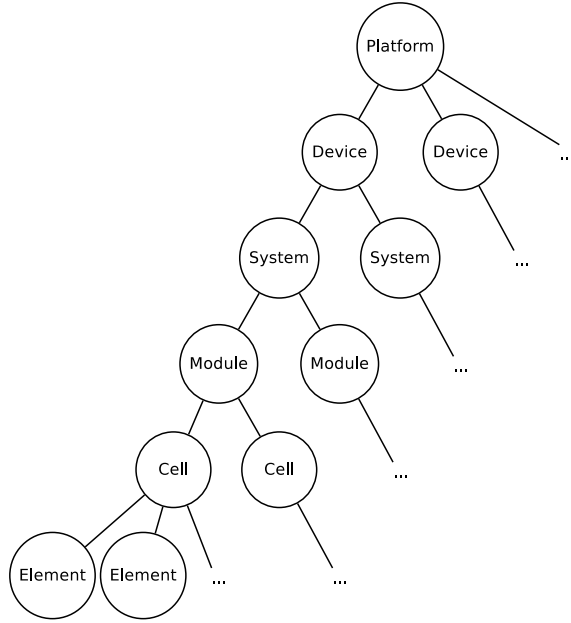 Platform
Device
Device
..
System
System
...
Module
Module
...
Cell
Cell
...
Element
Element
...
...